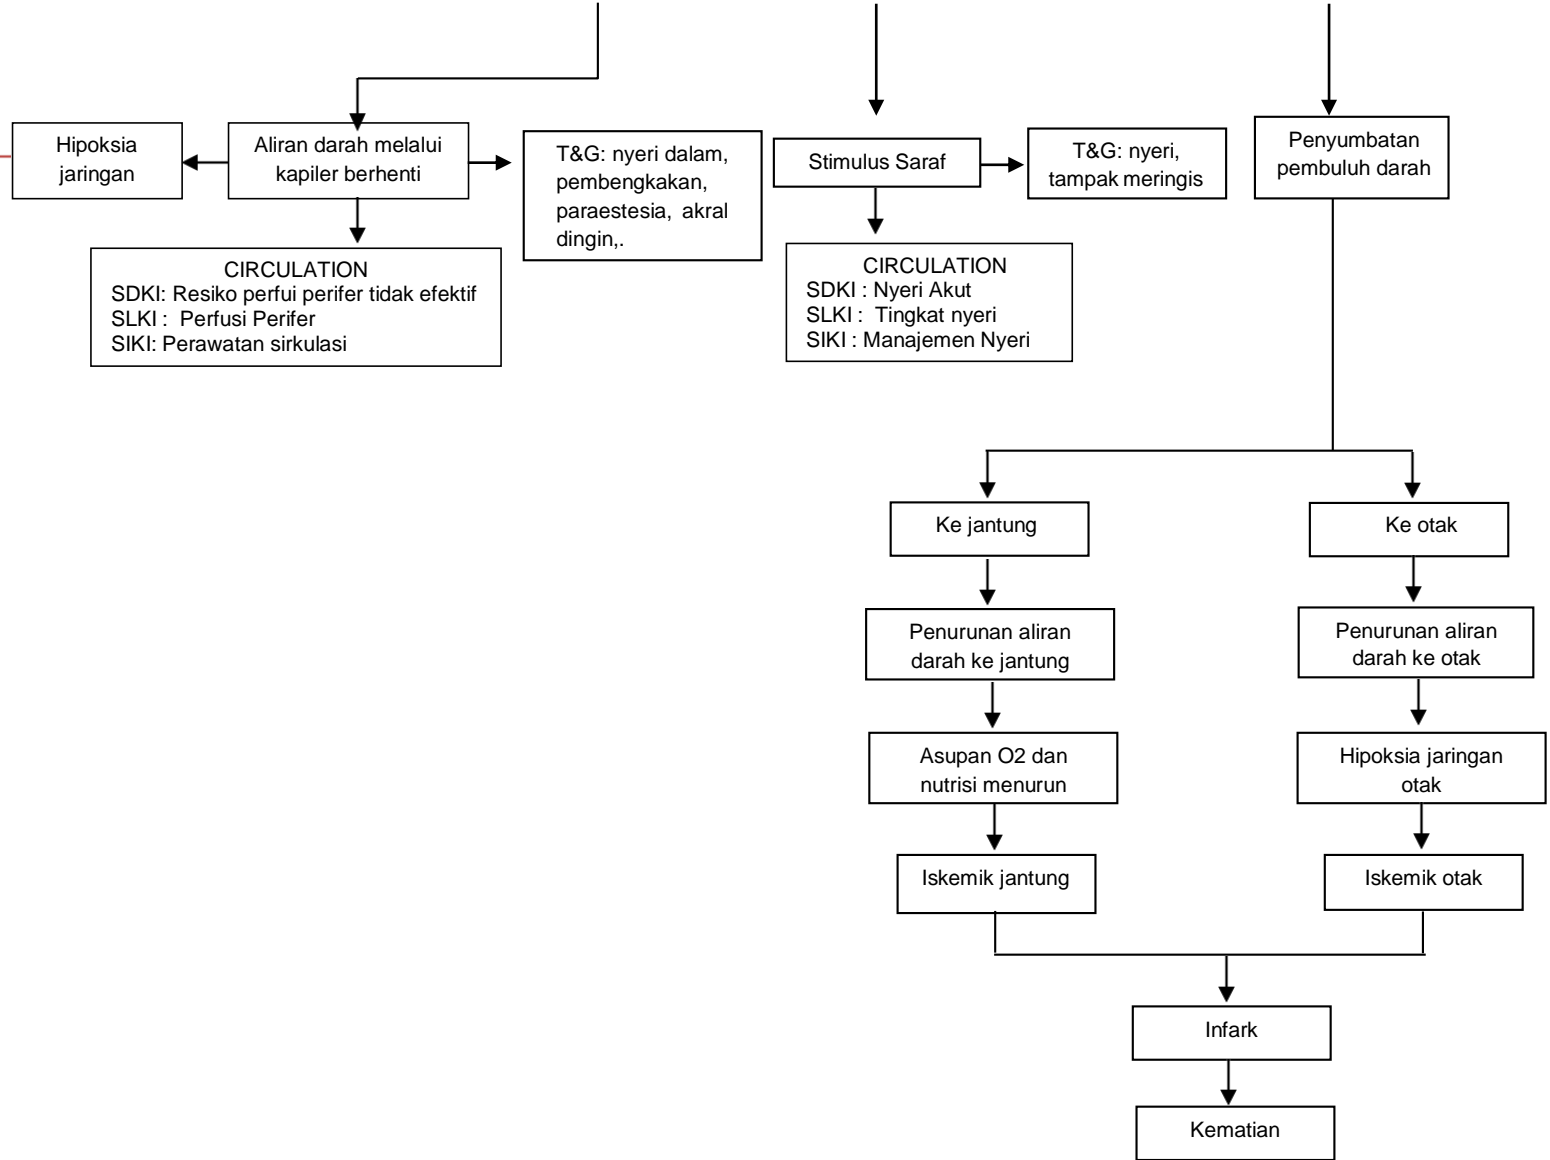 Hipoksia
jaringan
Aliran darah melalui
kapiler berhenti
T&G: nyeri dalam,
pembengkakan,
paraestesia, akral
dingin,.
Stimulus Saraf
T&G: nyeri,
tampak meringis
Penyumbatan
pembuluh darah
CIRCULATION
SDKI: Resiko perfui perifer tidak efektif
SLKI : Perfusi Perifer
SIKI: Perawatan sirkulasi
CIRCULATION
SDKI : Nyeri Akut
SLKI : Tingkat nyeri
SIKI : Manajemen Nyeri
Ke jantung
Ke otak
Penurunan aliran
darah ke jantung
Penurunan aliran
darah ke otak
Asupan O2 dan
nutrisi menurun
Hipoksia jaringan
otak
Iskemik jantung
Iskemik otak
Infark
Kematian